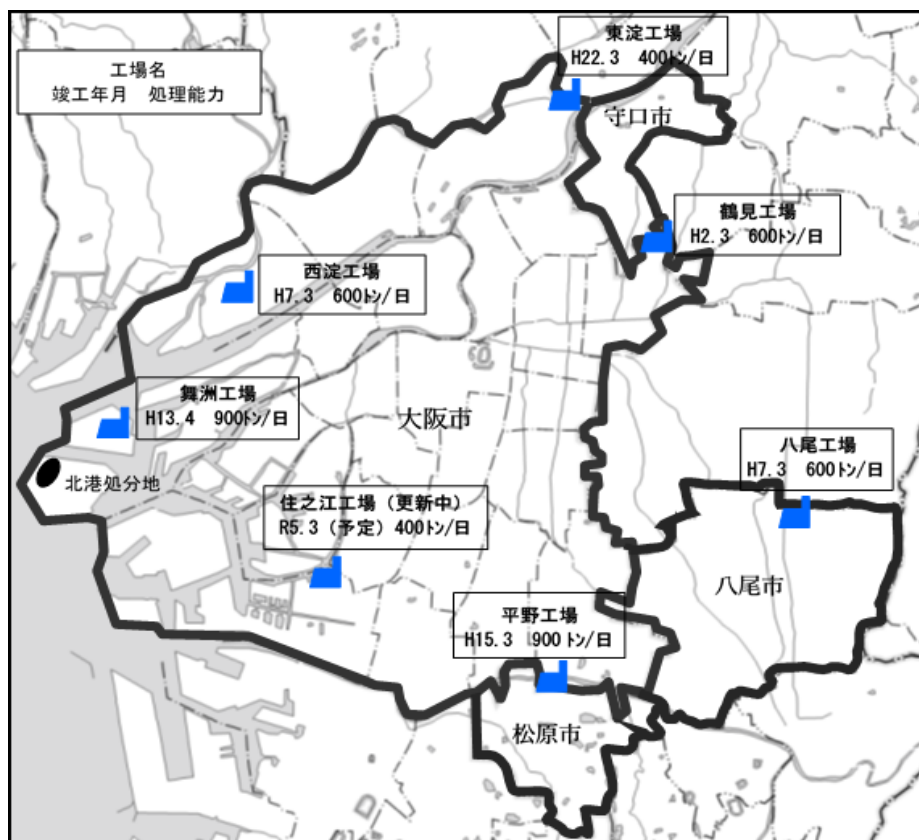 東淀工場
H22.3 400トン/日
工場名
竣工年月 処理能力
守口市
鶴見工場
H2.3 600トン/日
西淀工場
H7.3 600トン/日
舞洲工場
H13.4 900トン/日
大阪市
八尾工場
H7.3 600トン/日
北港処分地
住之江工場(更新中)
R5.3(予定)400トン/日
八尾市
平野工場
H15.3 900トン/日
松原市